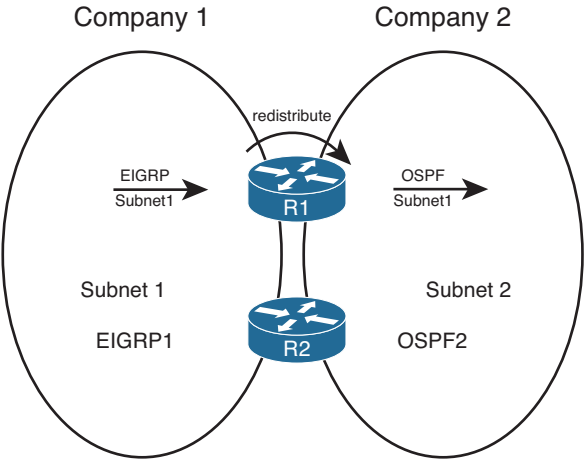 Company 1
Company 2
redistribute
EIGRP
Subnet1
OSPF
Subnet1
R1
Subnet 1
Subnet 2
EIGRP1
R2
OSPF2